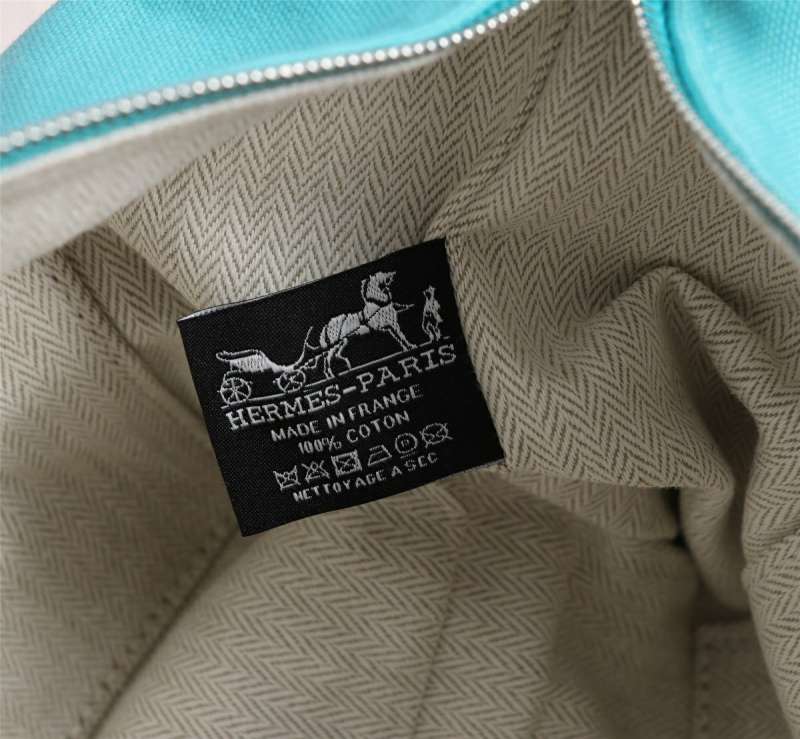 HERMES-PARIS
MADE IN FRANCE
100% COTON
NETTOYAGE A SEC